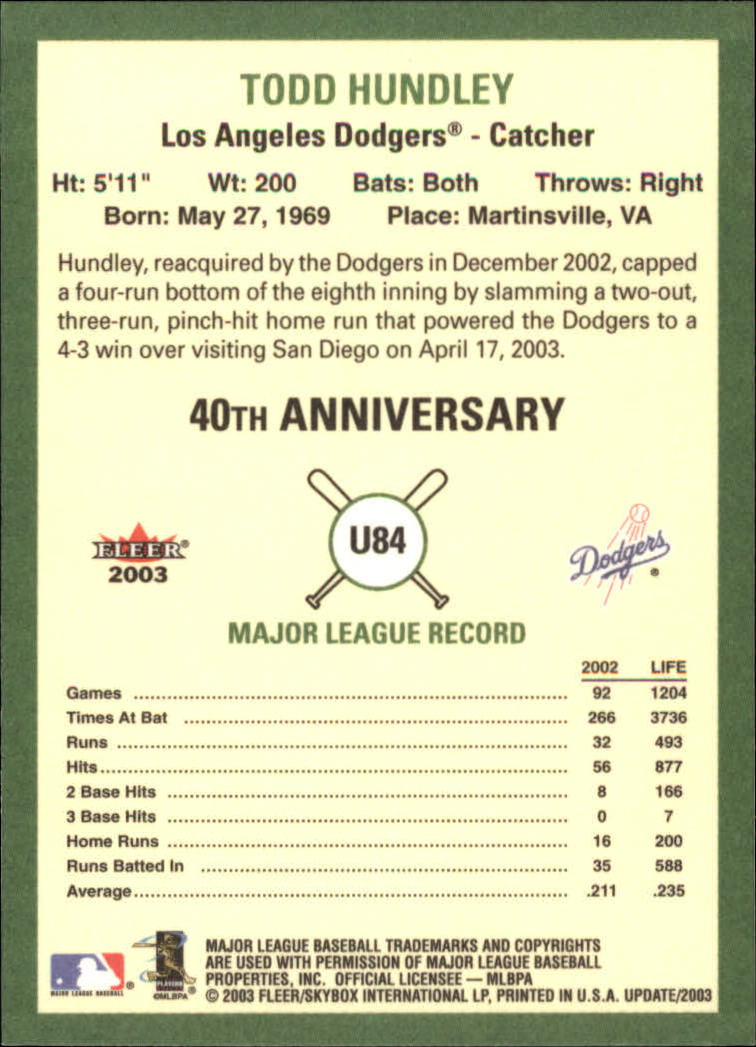 TODD HUNDLEY
Los Angeles Dodgers® - Catcher
Ht: 5'11" Wt: 200 Bats: Both Throws: Right
Born: May 27, 1969 Place: Martinsville, VA
Hundley, reacquired by the Dodgers in December 2002, capped
a four-run bottom of the eighth inning by slamming a two-out,
three-run, pinch-hit home run that powered the Dodgers to a
4-3 win over visiting San Diego on April 17, 2003.
40TH ANNIVERSARY
U84
FLEER®
2003
Dodgers ®
MAJOR LEAGUE RECORD
2002 LIFE
Games 92 1204
Times At Bat 266 3736
Runs 32 493
Hits 56 877
2 Base Hits 8 166
3 Base Hits 0 7
Home Runs 16 200
Runs Batted In 35 588
Average .211 .235
MAJOR LEAGUE BASEBALL ®
PLAYERS
©MLBPA ®
MAJOR LEAGUE BASEBALL TRADEMARKS AND COPYRIGHTS
ARE USED WITH PERMISSION OF MAJOR LEAGUE BASEBALL
PROPERTIES, INC. OFFICIAL LICENSEE — MLBPA
© 2003 FLEER/SKYBOX INTERNATIONAL LP, PRINTED IN U.S.A. UPDATE/2003